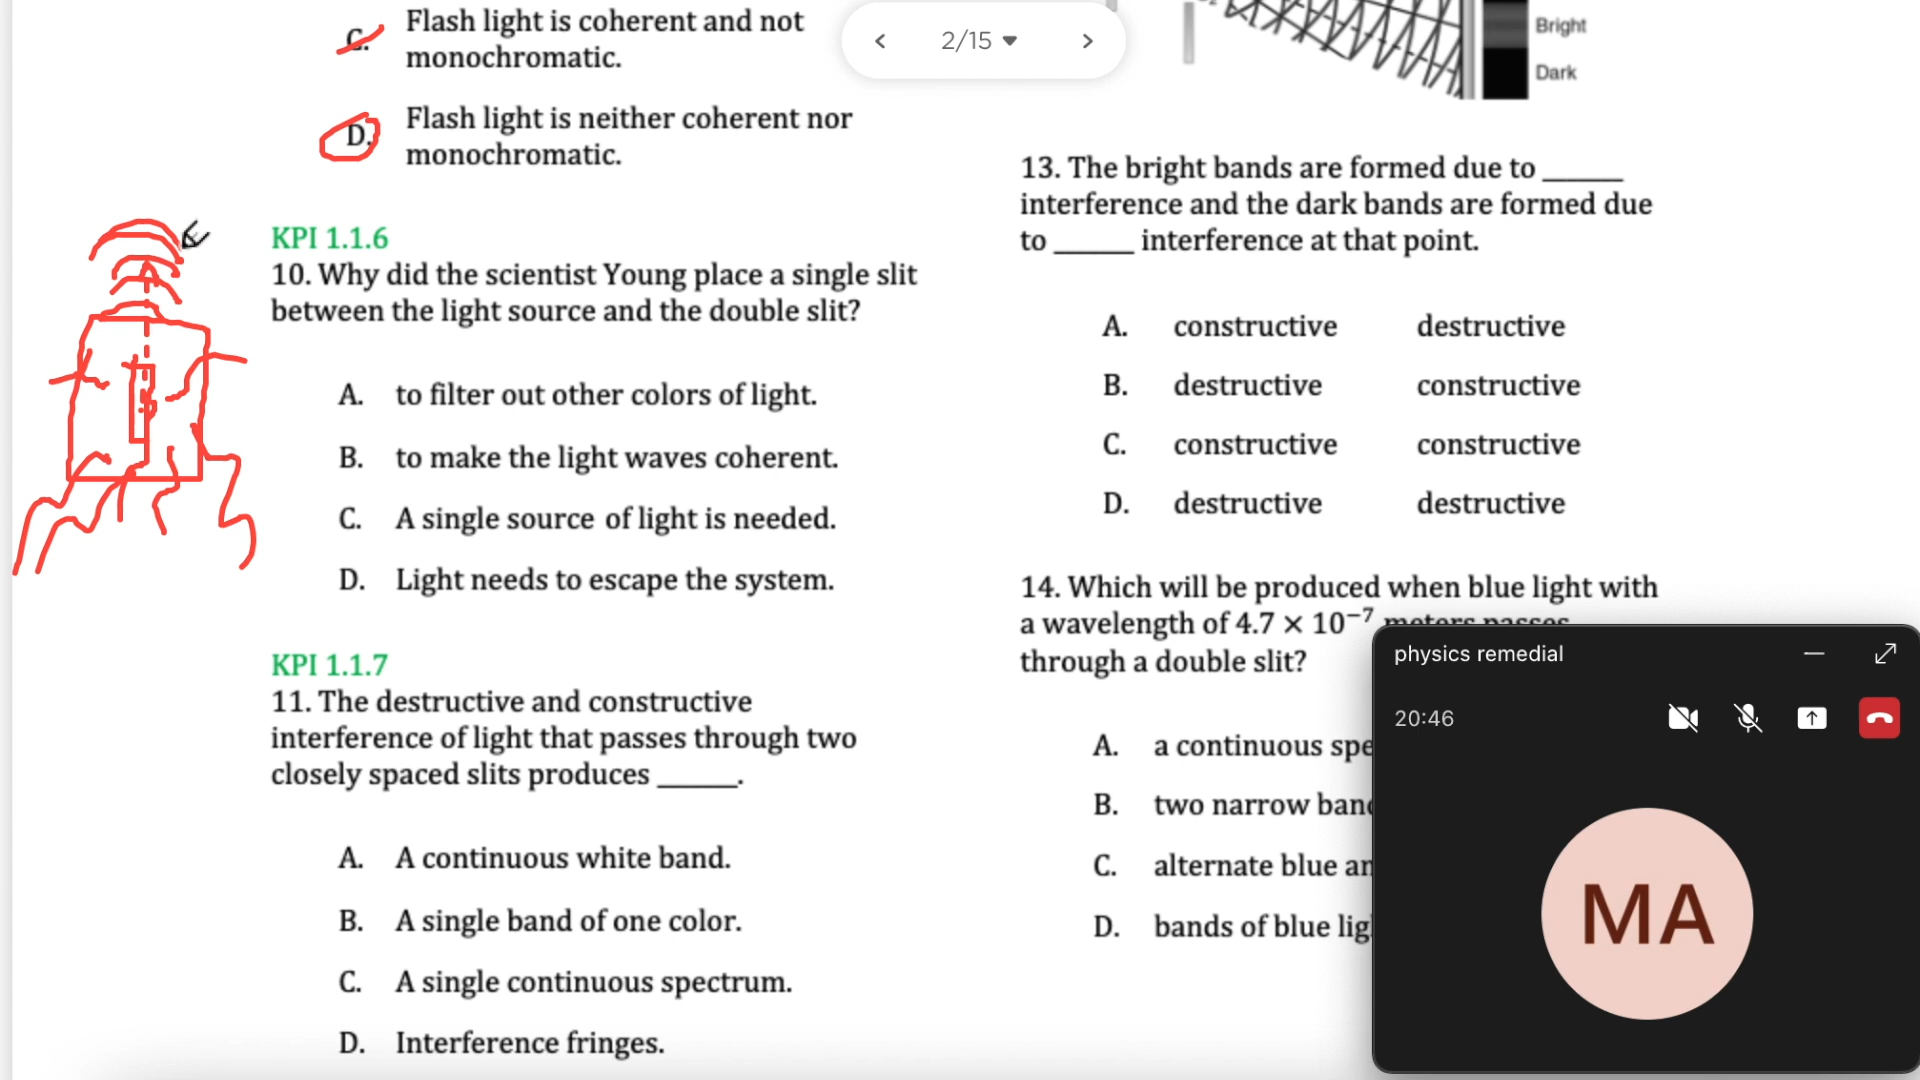 C. Flash light is coherent and not
monochromatic.
D. Flash light is neither coherent nor
monochromatic.
KPI 1.1.6
10. Why did the scientist Young place a single slit
between the light source and the double slit?
A. to filter out other colors of light.
B. to make the light waves coherent.
C. A single source of light is needed.
D. Light needs to escape the system.
KPI 1.1.7
11. The destructive and constructive
interference of light that passes through two
closely spaced slits produces ______.
A. A continuous white band.
B. A single band of one color.
C. A single continuous spectrum.
D. Interference fringes.
2/15
Bright
Dark
13. The bright bands are formed due to ______
interference and the dark bands are formed due
to ______ interference at that point.
A. constructive destructive
B. destructive constructive
C. constructive constructive
D. destructive destructive
14. Which will be produced when blue light with
a wavelength of 4.7 × 10⁻⁷ meters passes
through a double slit?
A. a continuous
B. two narrow
C. alternate blue
D. bands of blue
physics remedial
20:46
MA